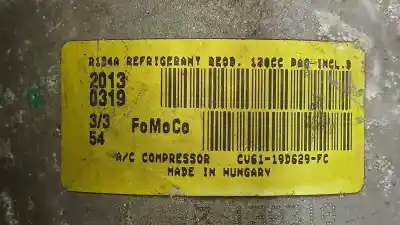 R134A REFRIGERANT REQD. 120CC PAG INCL.
2013
0319
3/3 FoMoCo
54
A/C COMPRESSOR CV61-19D629-FC
MADE IN HUNGARY